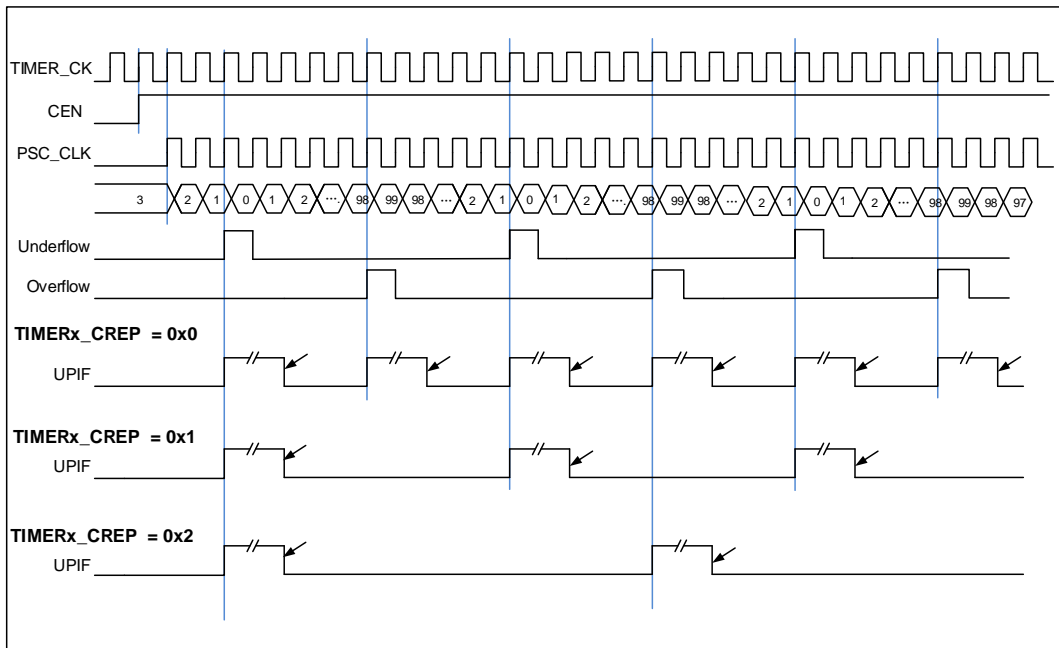 TIMER_CK
CEN
PSC_CLK
3 2 1 0 1 2 .... 98 99 98 ... 2 1 0 1 2 .... 98 99 98 ... 2 1 0 1 2 ... 98 99 98 97
Underflow
Overflow
TIMERx_CREP = 0x0
UPIF
TIMERx_CREP = 0x1
UPIF
TIMERx_CREP = 0x2
UPIF